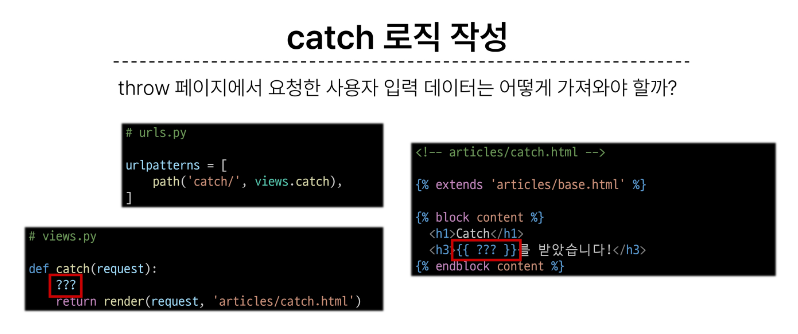 catch 로직 작성
throw 페이지에서 요청한 사용자 입력 데이터는 어떻게 가져와야 할까?
# urls.py
urlpatterns = [
    path('catch/', views.catch),
]
# views.py
def catch(request):
    ???
    return render(request, 'articles/catch.html')
<!-- articles/catch.html -->
{% extends 'articles/base.html' %}
{% block content %}
  <h1>Catch</h1>
  <h3>{{ ??? }}를 받았습니다!</h3>
{% endblock content %}